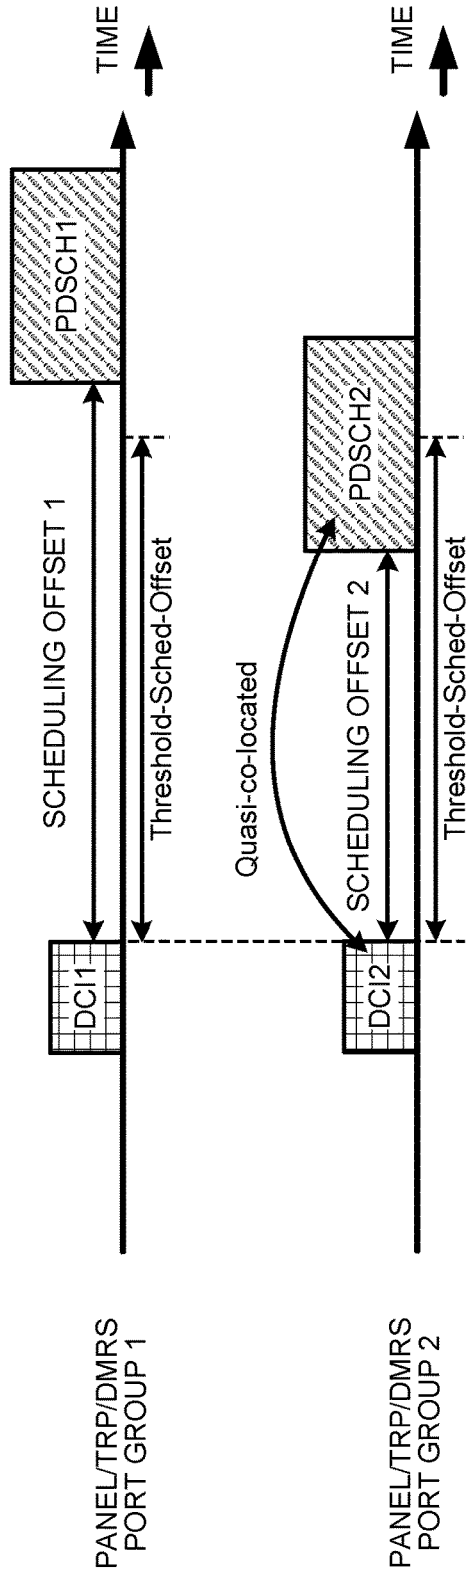 PANEL/TRP/DMRS
PORT GROUP 1
DCI1
SCHEDULING OFFSET 1
Threshold-Sched-Offset
PDSCH1
TIME
PANEL/TRP/DMRS
PORT GROUP 2
DCI2
Quasi-co-located
SCHEDULING OFFSET 2
Threshold-Sched-Offset
PDSCH2
TIME